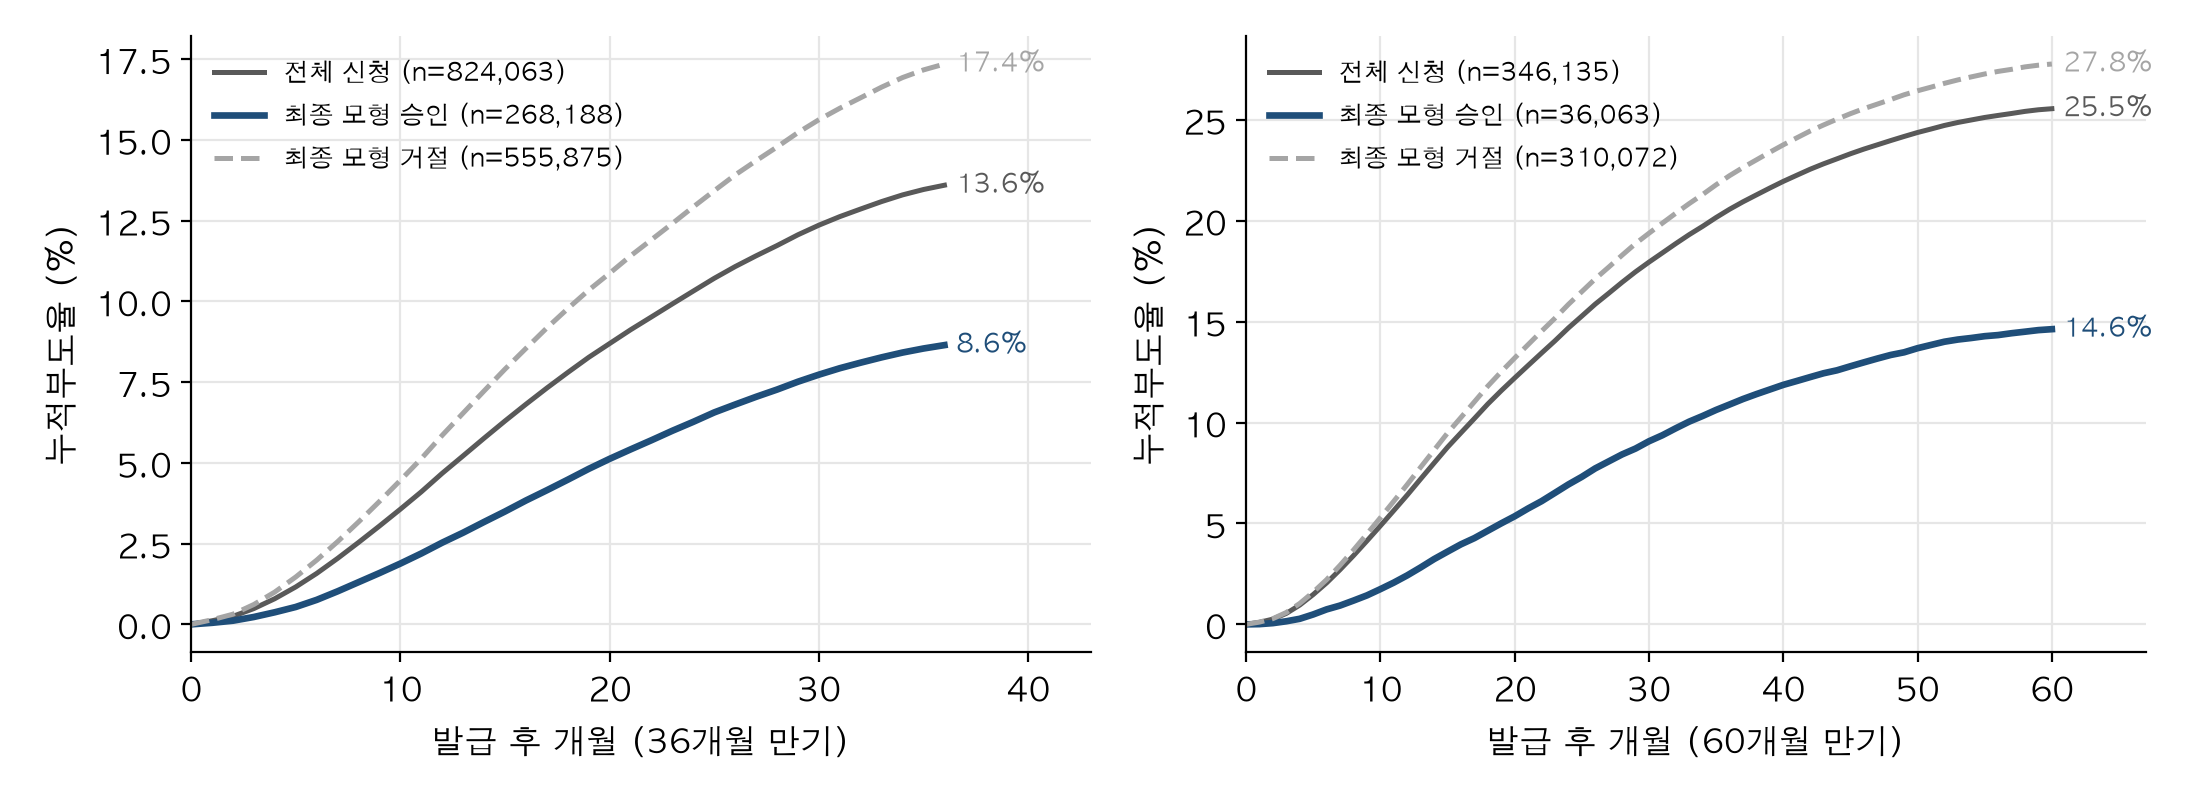 누적부도율 (%)
17.5
15.0
12.5
10.0
7.5
5.0
2.5
0.0
전체 신청 (n=824,063)
최종 모형 승인 (n=268,188)
최종 모형 거절 (n=555,875)
17.4%
13.6%
8.6%
0 10 20 30 40
발급 후 개월 (36개월 만기)
누적부도율 (%)
25
20
15
10
5
0
전체 신청 (n=346,135)
최종 모형 승인 (n=36,063)
최종 모형 거절 (n=310,072)
27.8%
25.5%
14.6%
0 10 20 30 40 50 60
발급 후 개월 (60개월 만기)